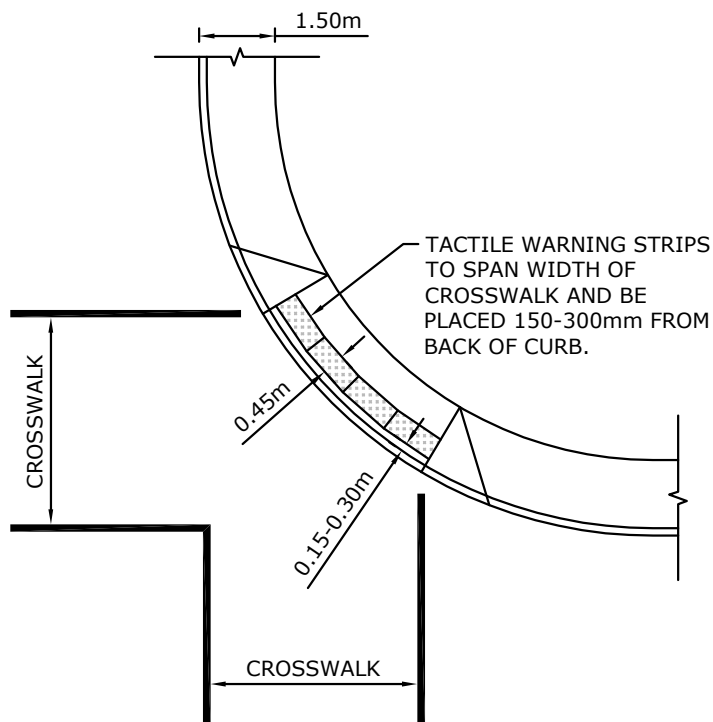 1.50m
TACTILE WARNING STRIPS
TO SPAN WIDTH OF
CROSSWALK AND BE
PLACED 150-300mm FROM
BACK OF CURB.
0.45m
CROSSWALK
0.15-0.30m
CROSSWALK